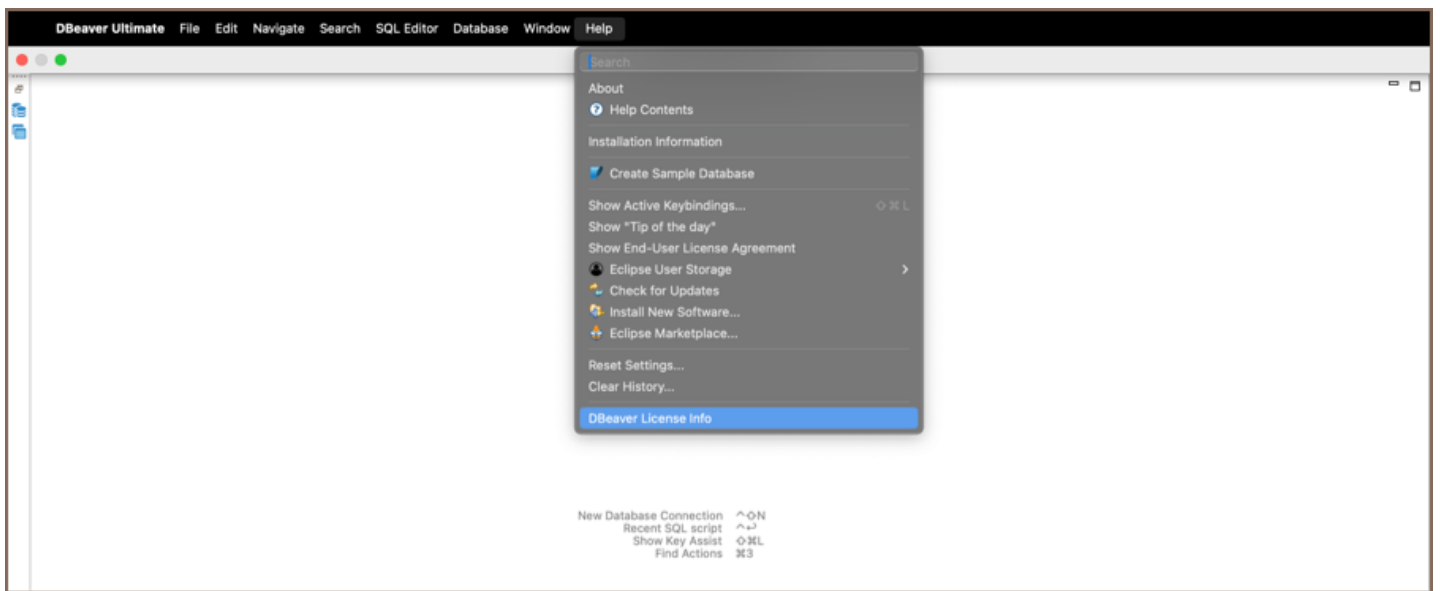 DBeaver Ultimate File Edit Navigate Search SQL Editor Database Window Help
Search
About
Help Contents
Installation Information
Create Sample Database
Show Active Keybindings... ⇧⌘L
Show "Tip of the day"
Show End-User License Agreement
Eclipse User Storage
Check for Updates
Install New Software...
Eclipse Marketplace...
Reset Settings...
Clear History...
DBeaver License Info
New Database Connection ^⇧N
Recent SQL script ^⏎
Show Key Assist ⇧⌘L
Find Actions ⌘3